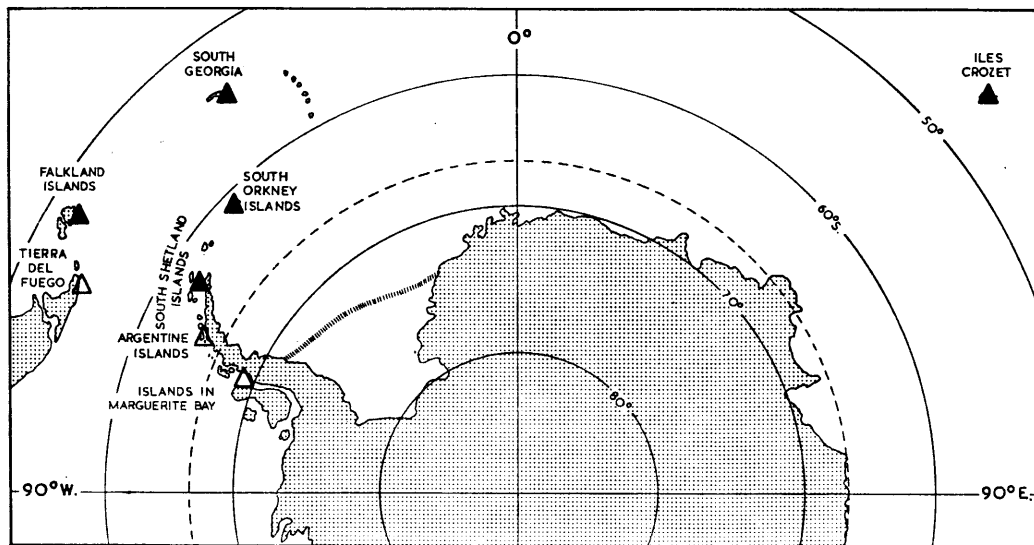 0°
SOUTH
GEORGIA
ILES
CROZET
50°
FALKLAND
ISLANDS
SOUTH
ORKNEY
ISLANDS
60°S.
TIERRA
DEL
FUEGO
SOUTH SHETLAND
ISLANDS
70°
ARGENTINE
ISLANDS
ISLANDS IN
MARGUERITE BAY
80°
90°W.
90°E.